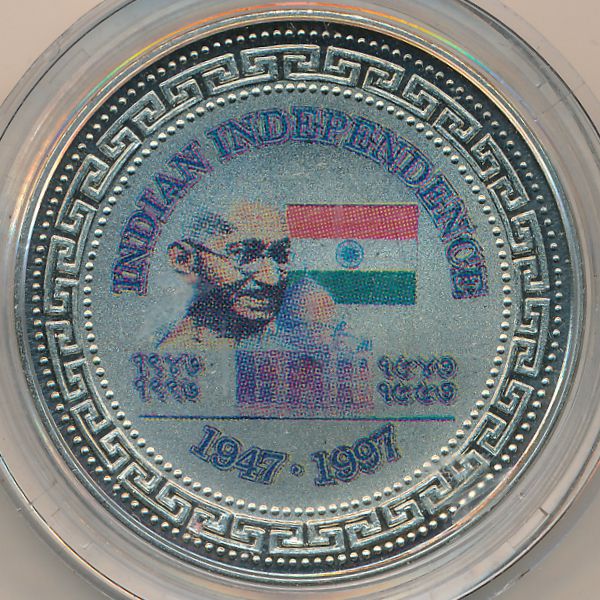 INDIAN INDEPENDENCE
1947 · 1997